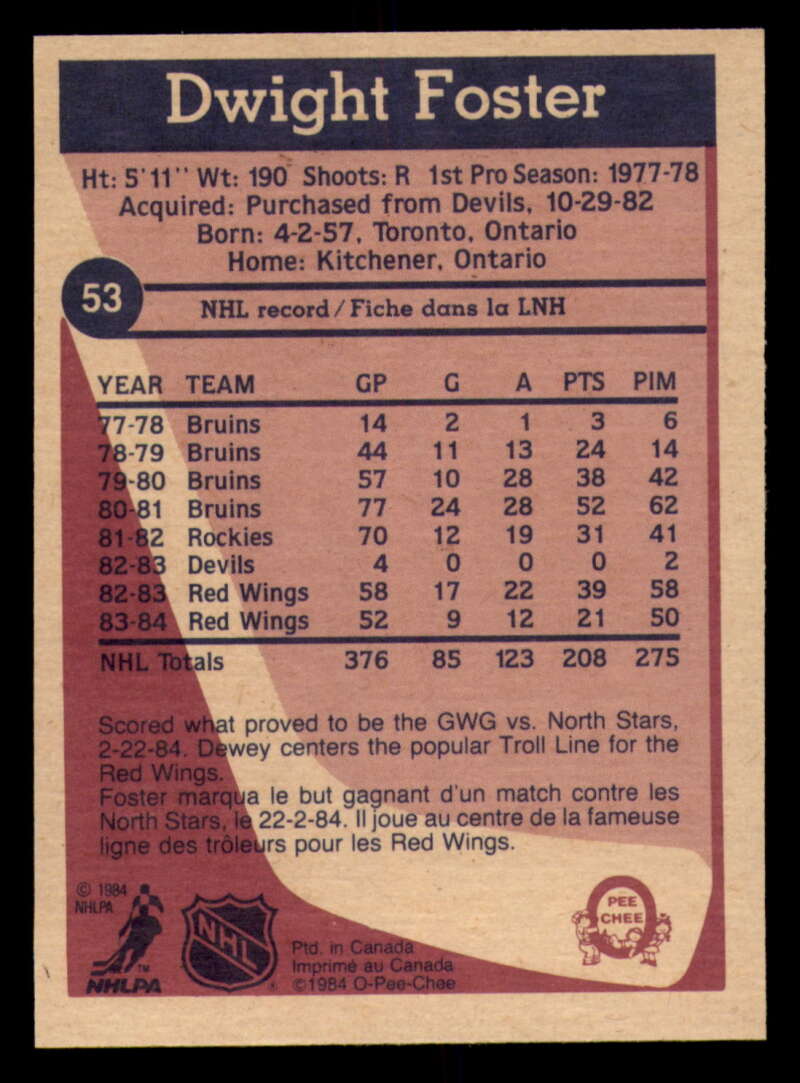 Dwight Foster
Ht: 5'11" Wt: 190 Shoots: R 1st Pro Season: 1977-78
Acquired: Purchased from Devils, 10-29-82
Born: 4-2-57, Toronto, Ontario
Home: Kitchener, Ontario
53
NHL record/Fiche dans la LNH
YEAR TEAM GP G A PTS PIM
77-78 Bruins 14 2 1 3 6
78-79 Bruins 44 11 13 24 14
79-80 Bruins 57 10 28 38 42
80-81 Bruins 77 24 28 52 62
81-82 Rockies 70 12 19 31 41
82-83 Devils 4 0 0 0 2
82-83 Red Wings 58 17 22 39 58
83-84 Red Wings 52 9 12 21 50
NHL Totals 376 85 123 208 275
Scored what proved to be the GWG vs. North Stars,
2-22-84. Dewey centers the popular Troll Line for the
Red Wings.
Foster marqua le but gagnant d'un match contre les
North Stars, le 22-2-84. Il joue au centre de la fameuse
ligne des trôleurs pour les Red Wings.
© 1984
NHLPA
TM
NHLPA
NHL
®
Ptd. in Canada
Imprimé au Canada
©1984 O-Pee-Chee
PEE
CHEE